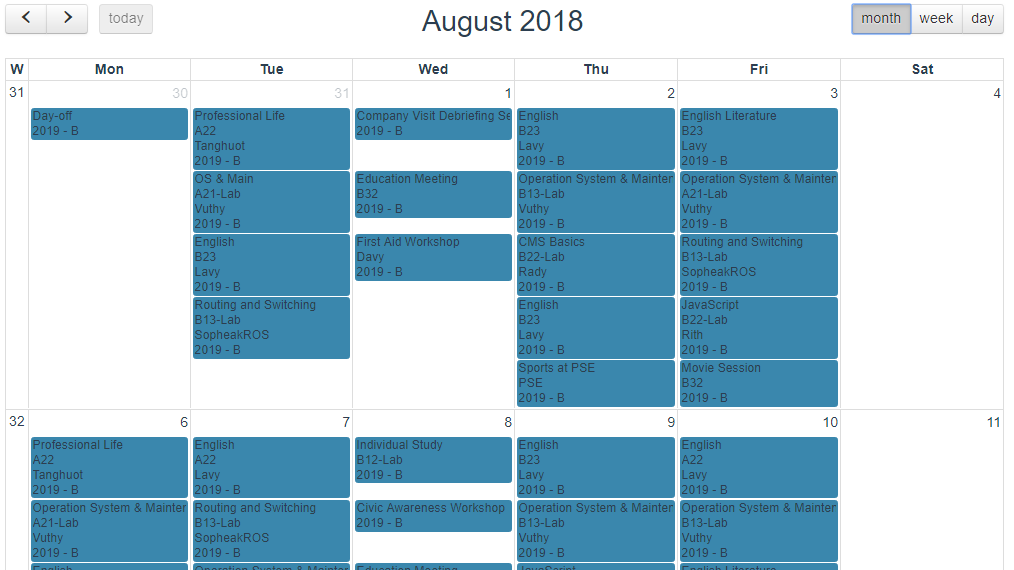 today
August 2018
month week day
W Mon Tue Wed Thu Fri Sat
31 30 31 1 2 3 4
Day-off
2019 - B
Professional Life
A22
Tanghuot
2019 - B
OS & Main
A21-Lab
Vuthy
2019 - B
English
B23
Lavy
2019 - B
Routing and Switching
B13-Lab
SopheakROS
2019 - B
Company Visit Debriefing Se
2019 - B
Education Meeting
B32
2019 - B
First Aid Workshop
Davy
2019 - B
English
B23
Lavy
2019 - B
Operation System & Mainter
B13-Lab
Vuthy
2019 - B
CMS Basics
B22-Lab
Rady
2019 - B
English
B23
Lavy
2019 - B
Sports at PSE
PSE
2019 - B
English Literature
B23
Lavy
2019 - B
Operation System & Mainter
A21-Lab
Vuthy
2019 - B
Routing and Switching
B13-Lab
SopheakROS
2019 - B
JavaScript
B22-Lab
Rith
2019 - B
Movie Session
B32
2019 - B
32 6 7 8 9 10 11
Professional Life
A22
Tanghuot
2019 - B
Operation System & Mainter
A21-Lab
Vuthy
2019 - B
English
English
A22
Lavy
2019 - B
Routing and Switching
B13-Lab
SopheakROS
2019 - B
Operation System & Mainter
Individual Study
B12-Lab
2019 - B
Civic Awareness Workshop
2019 - B
Education Meeting
English
B23
Lavy
2019 - B
Operation System & Mainter
B13-Lab
Vuthy
2019 - B
JavaScript
English
A22
Lavy
2019 - B
Operation System & Mainter
B13-Lab
Vuthy
2019 - B
English Literature